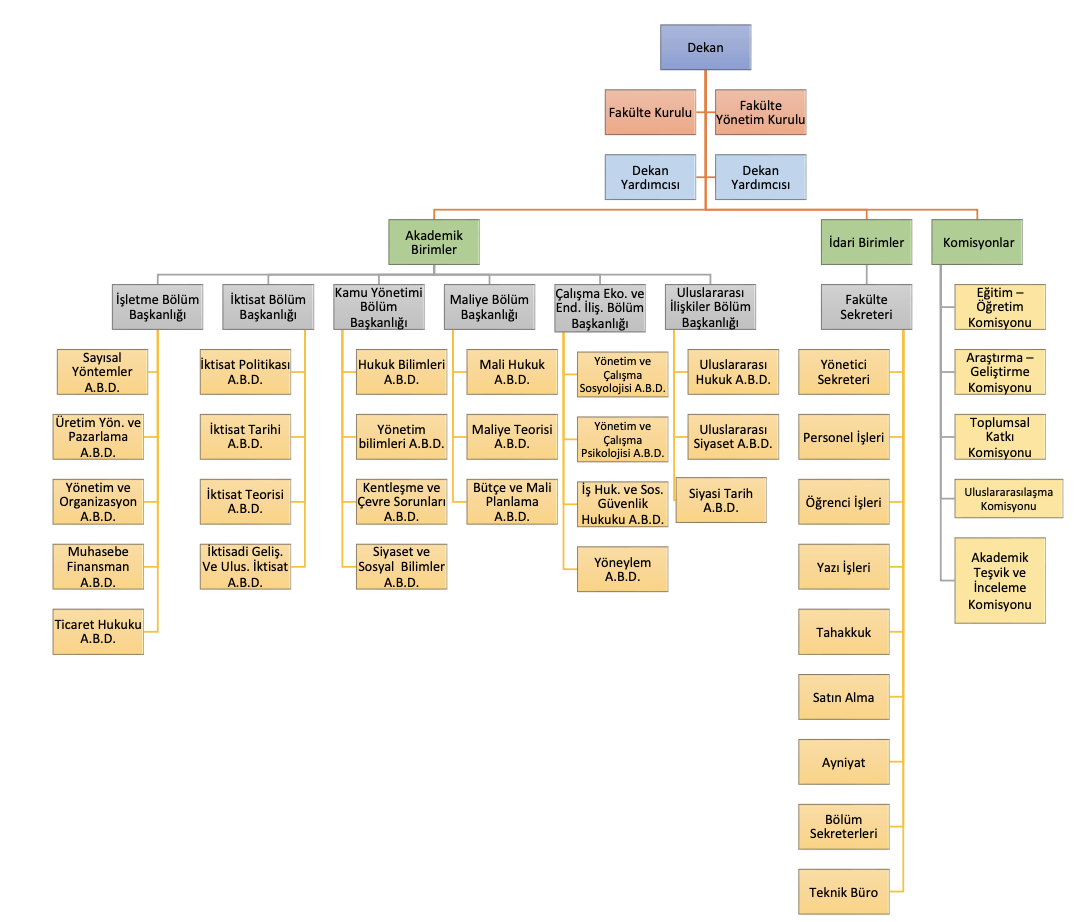 Dekan
Fakülte Kurulu
Fakülte
Yönetim Kurulu
Dekan
Yardımcısı
Dekan
Yardımcısı
Akademik
Birimler
İdari Birimler
Komisyonlar
İşletme Bölüm
Başkanlığı
İktisat Bölüm
Başkanlığı
Kamu Yönetimi
Bölüm
Başkanlığı
Maliye Bölüm
Başkanlığı
Çalışma Eko. ve
End. İliş. Bölüm
Başkanlığı
Uluslararası
İlişkiler Bölüm
Başkanlığı
Fakülte
Sekreteri
Sayısal
Yöntemler
A.B.D.
Üretim Yön. ve
Pazarlama
A.B.D.
Yönetim ve
Organizasyon
A.B.D.
Muhasebe
Finansman
A.B.D.
Ticaret Hukuku
A.B.D.
İktisat Politikası
A.B.D.
İktisat Tarihi
A.B.D.
İktisat Teorisi
A.B.D.
İktisadi Geliş.
Ve Ulus. İktisat
A.B.D.
Hukuk Bilimleri
A.B.D.
Yönetim
bilimleri A.B.D.
Kentleşme ve
Çevre Sorunları
A.B.D.
Siyaset ve
Sosyal Bilimler
A.B.D.
Mali Hukuk
A.B.D.
Maliye Teorisi
A.B.D.
Bütçe ve Mali
Planlama
A.B.D.
Yönetim ve
Çalışma
Sosyolojisi A.B.D.
Yönetim ve
Çalışma
Psikolojisi A.B.D.
İş Huk. ve Sos.
Güvenlik
Hukuku A.B.D.
Yöneylem
A.B.D.
Uluslararası
Hukuk A.B.D.
Uluslararası
Siyaset A.B.D.
Siyasi Tarih
A.B.D.
Yönetici
Sekreteri
Personel İşleri
Öğrenci İşleri
Yazı İşleri
Tahakkuk
Satın Alma
Ayniyat
Bölüm
Sekreterleri
Teknik Büro
Eğitim –
Öğretim
Komisyonu
Araştırma –
Geliştirme
Komisyonu
Toplumsal
Katkı
Komisyonu
Uluslararasılaşma
Komisyonu
Akademik
Teşvik ve
İnceleme
Komisyonu